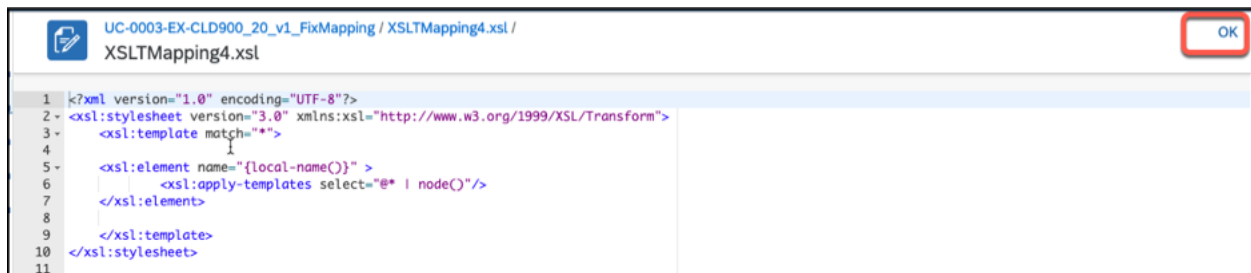 UC-0003-EX-CLD900_20_v1_FixMapping / XSLTMapping4.xsl /
OK
XSLTMapping4.xsl
1 <?xml version="1.0" encoding="UTF-8"?>
2 <xsl:stylesheet version="3.0" xmlns:xsl="http://www.w3.org/1999/XSL/Transform">
3 <xsl:template match="*">
4
5 <xsl:element name="{local-name()}" >
6 <xsl:apply-templates select="@* | node()"/>
7 </xsl:element>
8
9 </xsl:template>
10 </xsl:stylesheet>
11